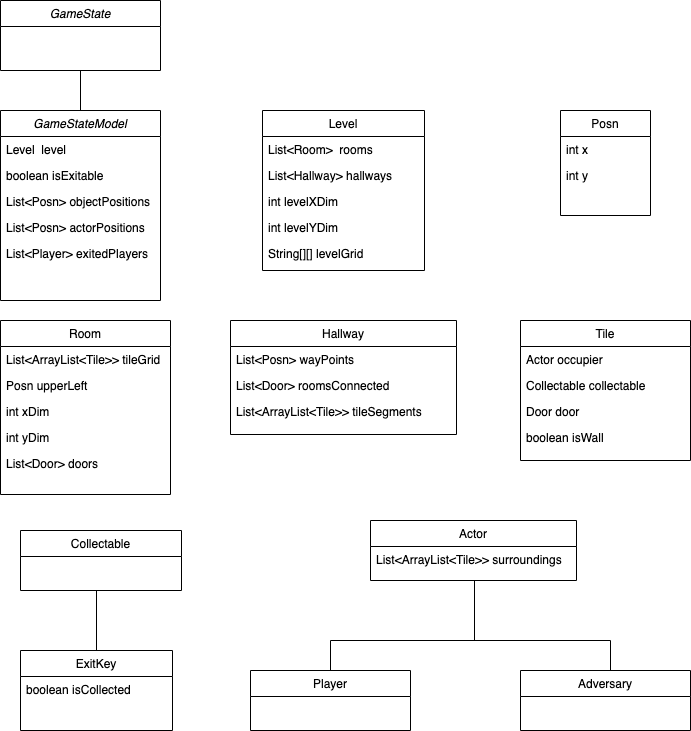 GameState
GameStateModel
Level  level
boolean isExitable
List<Posn> objectPositions
List<Posn> actorPositions
List<Player> exitedPlayers
Level
List<Room>  rooms
List<Hallway> hallways
int levelXDim
int levelYDim
String[][] levelGrid
Posn
int x
int y
Room
List<ArrayList<Tile>> tileGrid
Posn upperLeft
int xDim
int yDim
List<Door> doors
Hallway
List<Posn> wayPoints
List<Door> roomsConnected
List<ArrayList<Tile>> tileSegments
Tile
Actor occupier
Collectable collectable
Door door
boolean isWall
Collectable
ExitKey
boolean isCollected
Actor
List<ArrayList<Tile>> surroundings
Player
Adversary